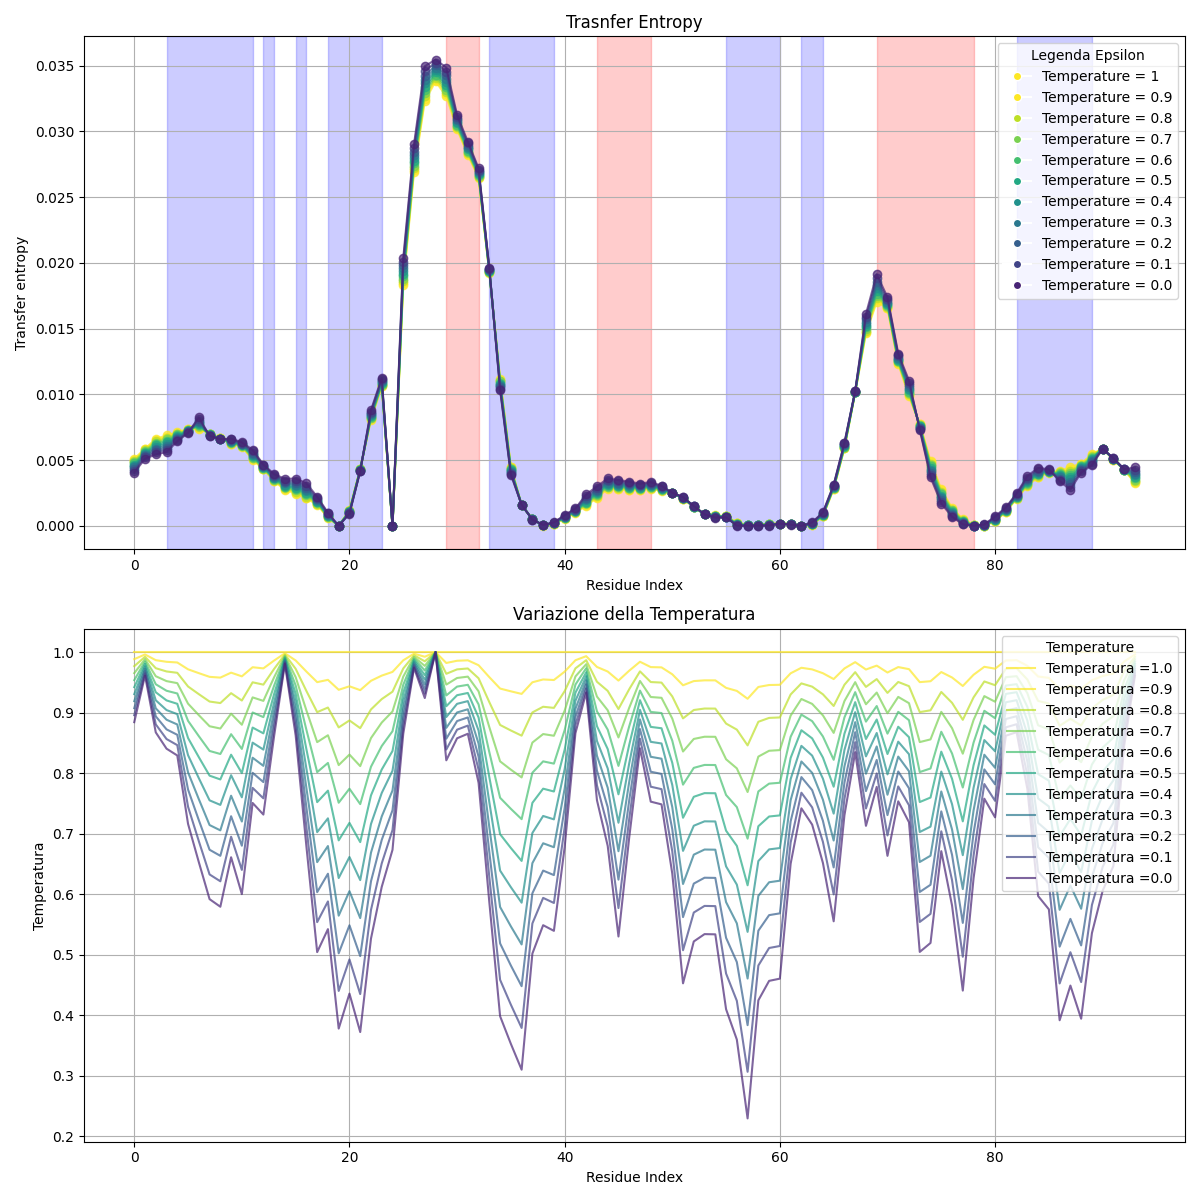 Trasnfer Entropy
Transfer entropy
0.035
0.030
0.025
0.020
0.015
0.010
0.005
0.000
0
20
40
60
80
Residue Index
Legenda Epsilon
Temperature = 1
Temperature = 0.9
Temperature = 0.8
Temperature = 0.7
Temperature = 0.6
Temperature = 0.5
Temperature = 0.4
Temperature = 0.3
Temperature = 0.2
Temperature = 0.1
Temperature = 0.0
Variazione della Temperatura
Temperatura
1.0
0.9
0.8
0.7
0.6
0.5
0.4
0.3
0.2
0
20
40
60
80
Residue Index
Temperature
Temperatura =1.0
Temperatura =0.9
Temperatura =0.8
Temperatura =0.7
Temperatura =0.6
Temperatura =0.5
Temperatura =0.4
Temperatura =0.3
Temperatura =0.2
Temperatura =0.1
Temperatura =0.0